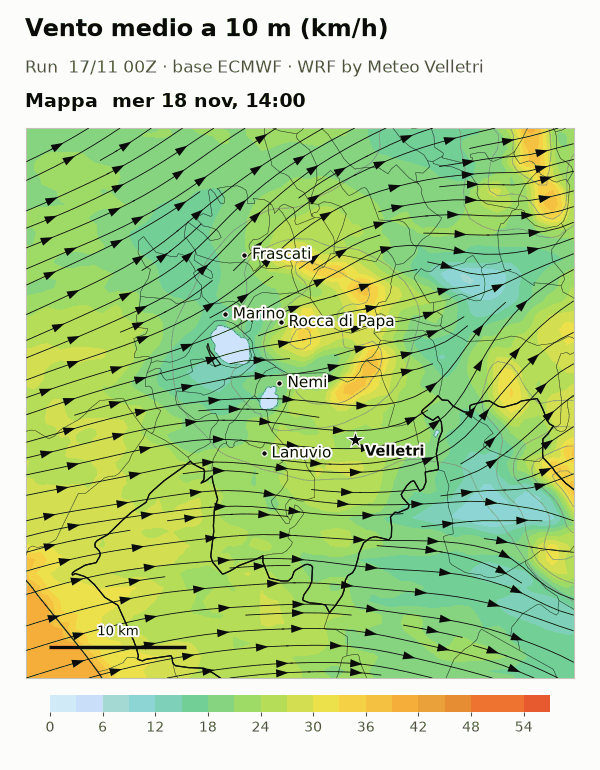 Vento medio a 10 m (km/h)
Run  17/11 00Z · base ECMWF · WRF by Meteo Velletri
Mappa  mer 18 nov, 14:00
Frascati
Marino
Rocca di Papa
Nemi
Velletri
Lanuvio
10 km
0 6 12 18 24 30 36 42 48 54